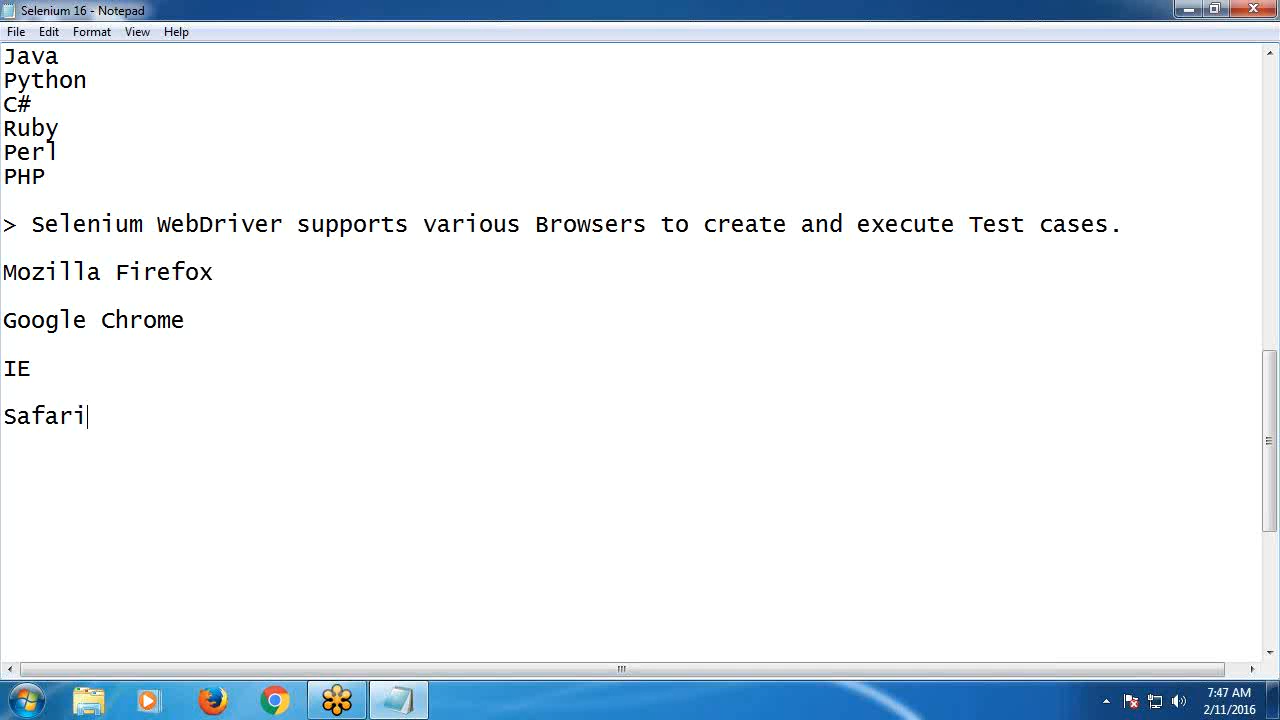 Selenium 16 - Notepad
File Edit Format View Help
Java
Python
C#
Ruby
Perl
PHP
> Selenium WebDriver supports various Browsers to create and execute Test cases.
Mozilla Firefox
Google Chrome
IE
Safari
7:47 AM
2/11/2016